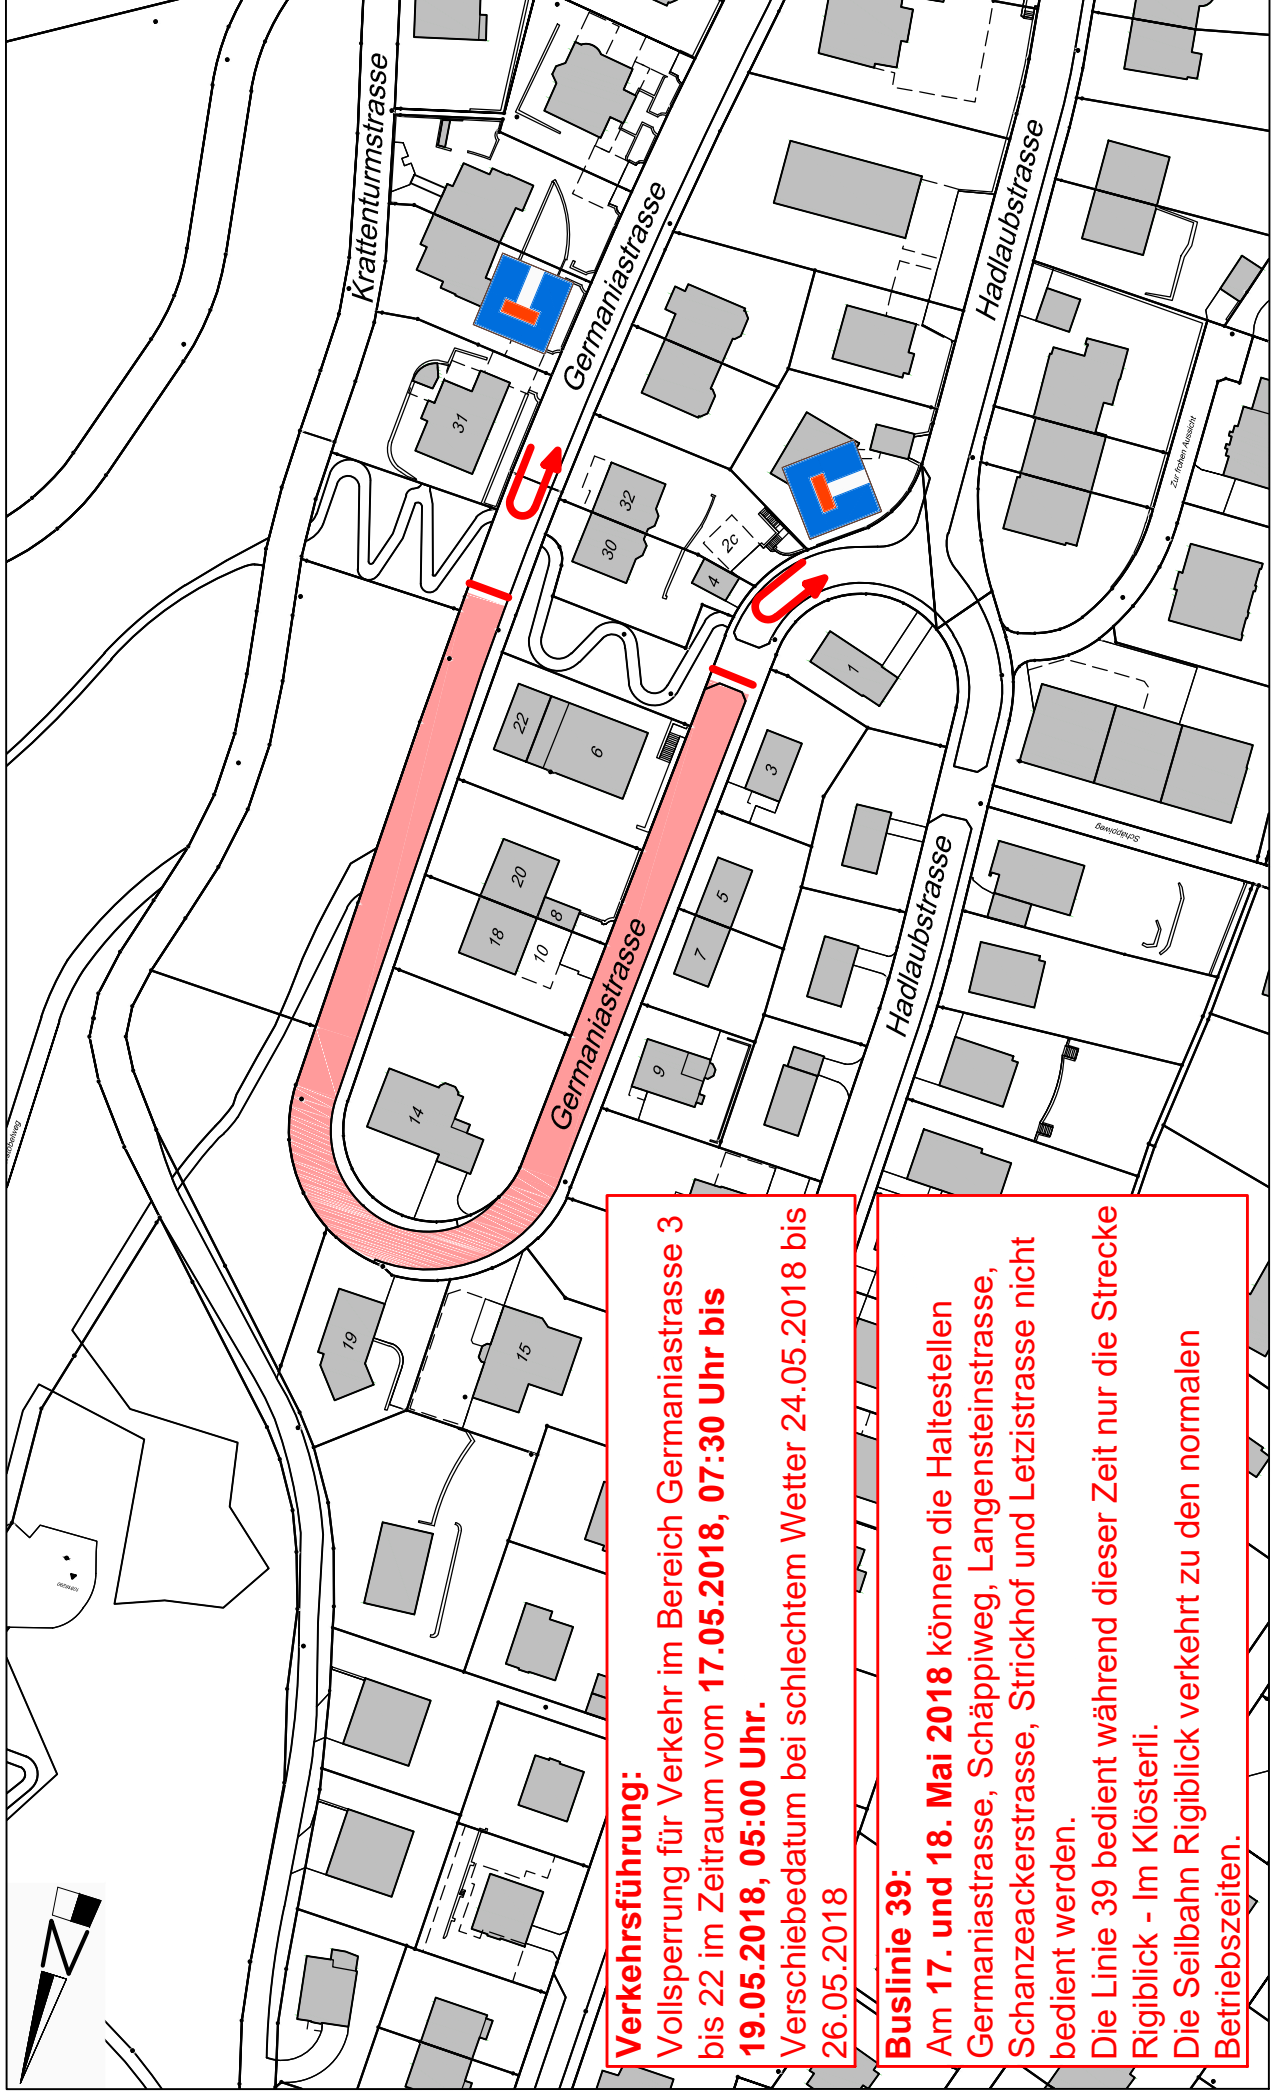 Verkehrsführung:
Vollsperrung für Verkehr im Bereich Germaniastrasse 3
bis 22 im Zeitraum vom 17.05.2018, 07:30 Uhr bis
19.05.2018, 05:00 Uhr.
Verschiebedatum bei schlechtem Wetter 24.05.2018 bis
26.05.2018
Buslinie 39:
Am 17. und 18. Mai 2018 können die Haltestellen
Germaniastrasse, Schäppiweg, Langensteinstrasse,
Schanzeackerstrasse, Strickhof und Letzistrasse nicht
bedient werden.
Die Linie 39 bedient während dieser Zeit nur die Strecke
Rigiblick - Im Klösterli.
Die Seilbahn Rigiblick verkehrt zu den normalen
Betriebszeiten.
Krattenturmstrasse
Germaniastrasse
Germaniastrasse
Hadlaubstrasse
Hadlaubstrasse
Zur frohen Aussicht
Schäppiweg
N
31
32
30
2c
4
1
22
6
3
20
18
8
10
5
7
9
14
19
15